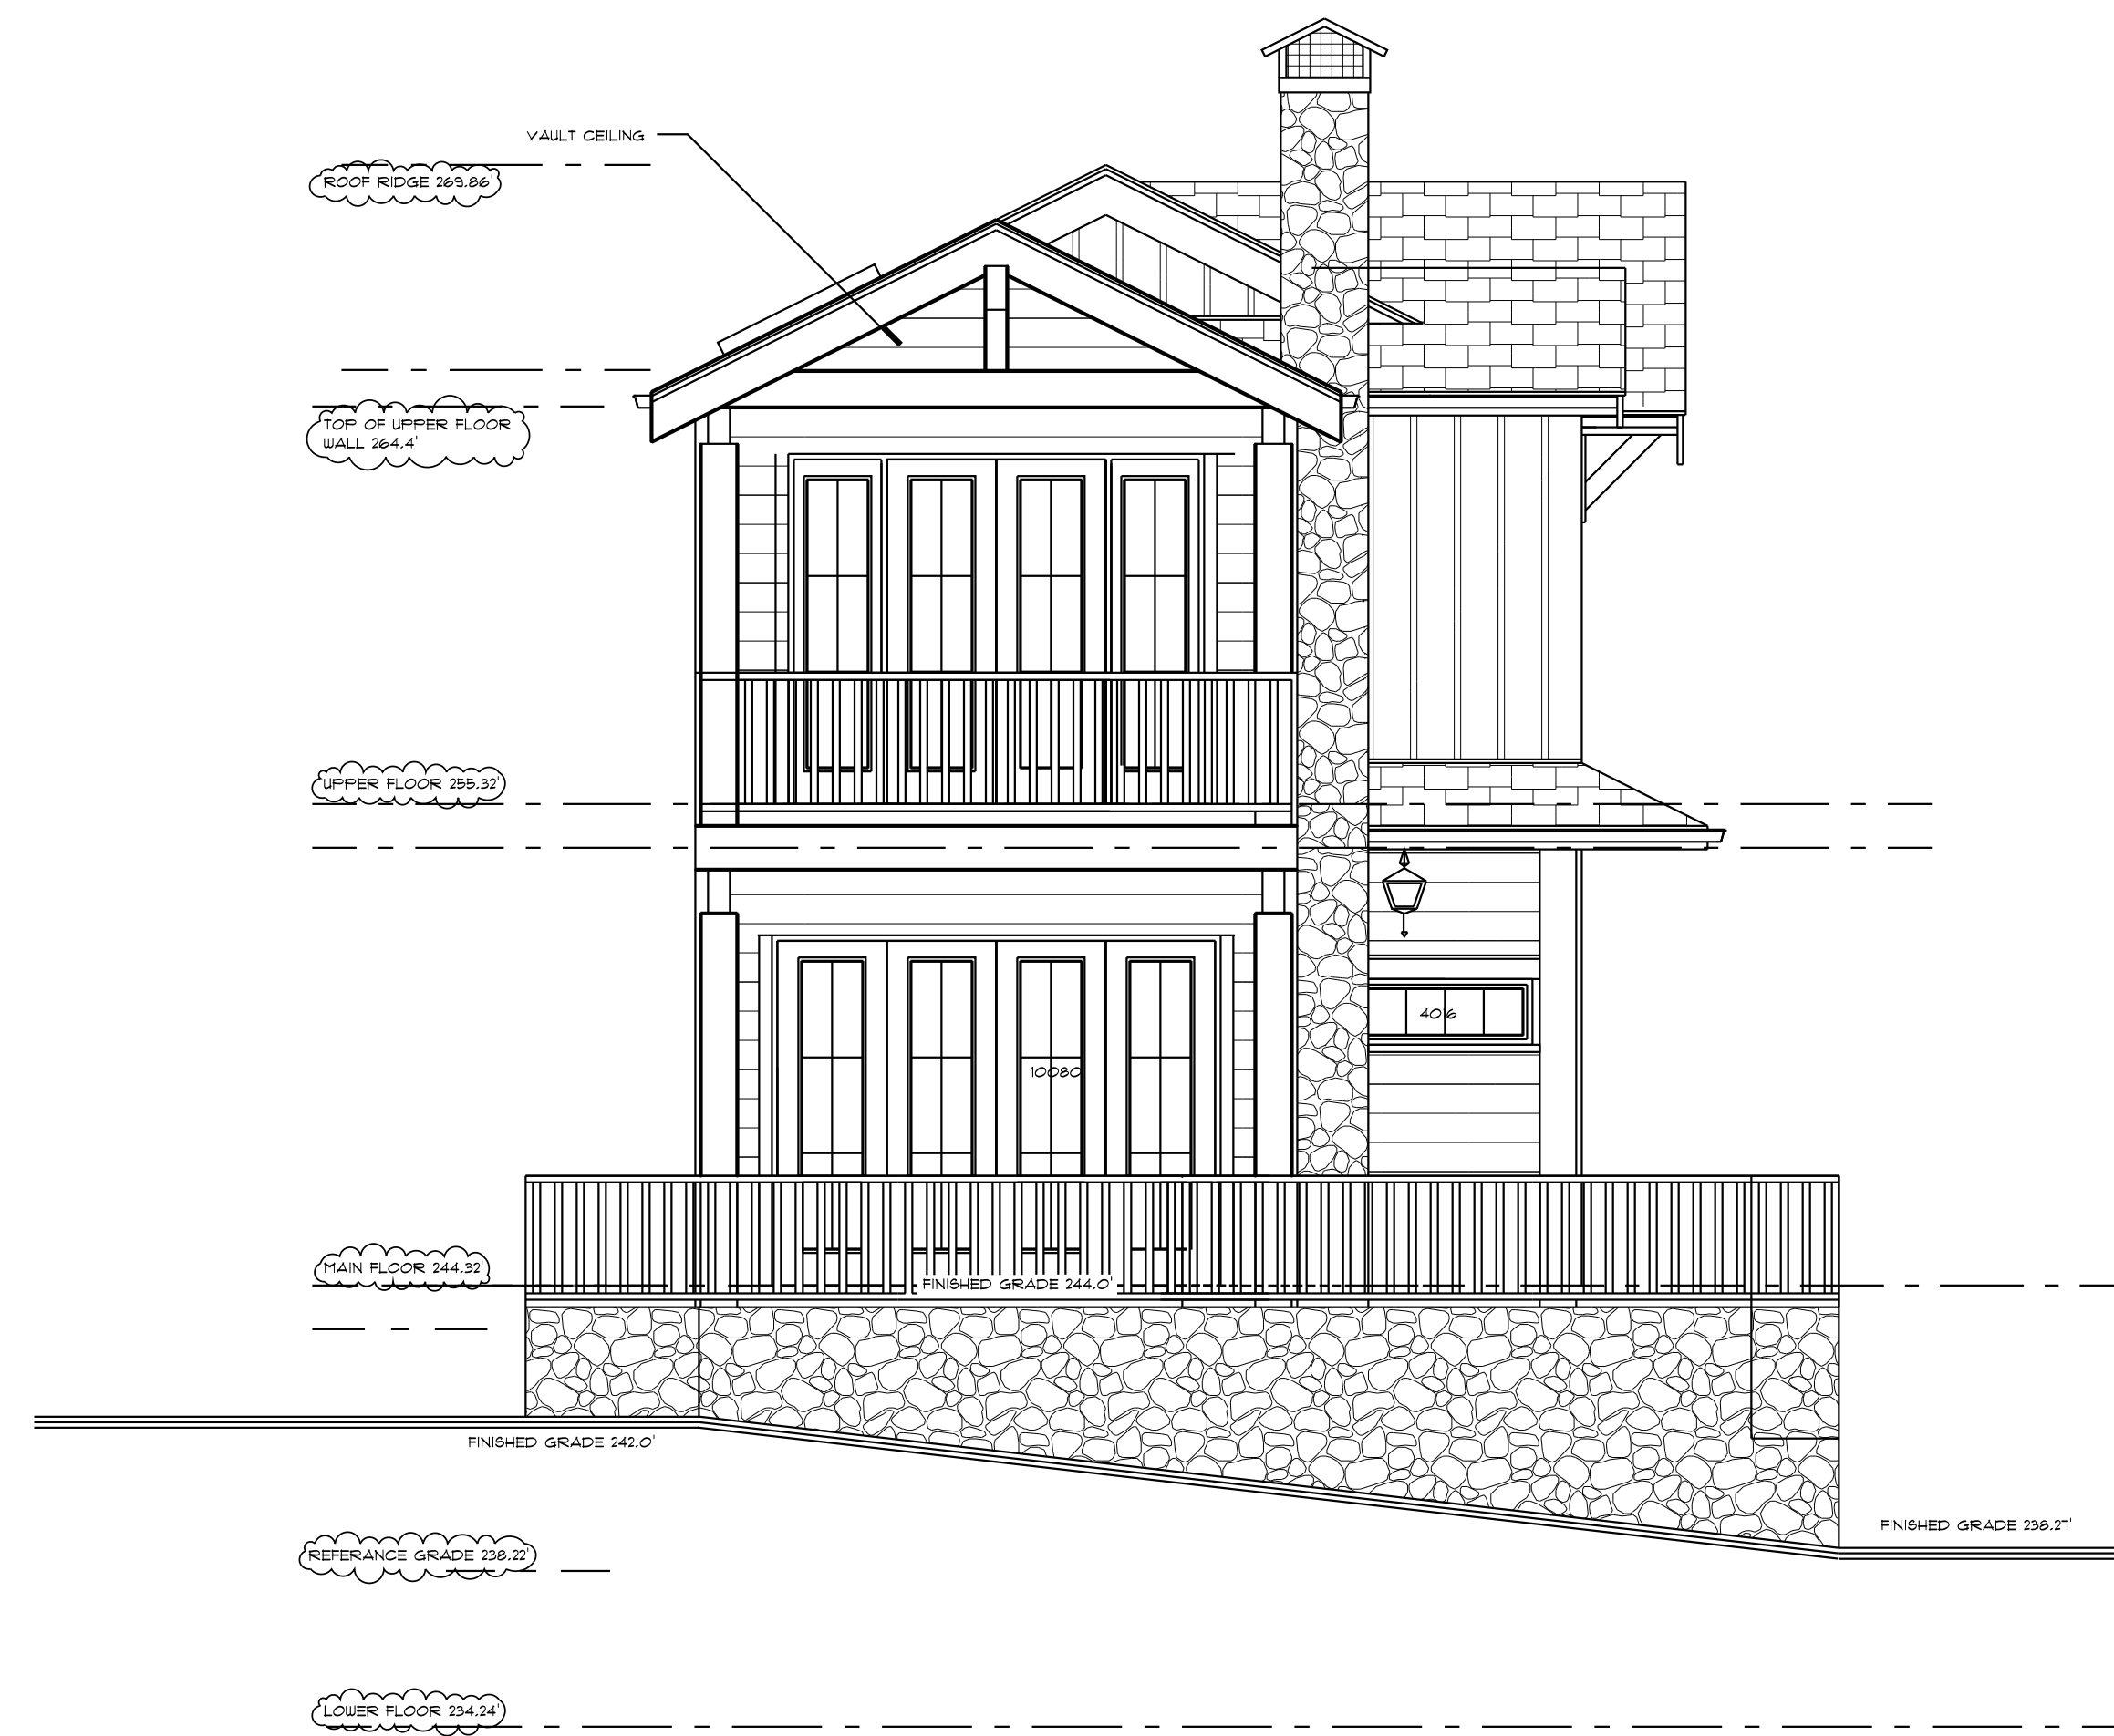 VAULT CEILING
ROOF RIDGE 269.86'
TOP OF UPPER FLOOR
WALL 264.4'
UPPER FLOOR 255.32'
406
10080
MAIN FLOOR 244.32'
FINISHED GRADE 244.0'
FINISHED GRADE 242.0'
FINISHED GRADE 238.27'
REFERANCE GRADE 238.22'
LOWER FLOOR 234.24'